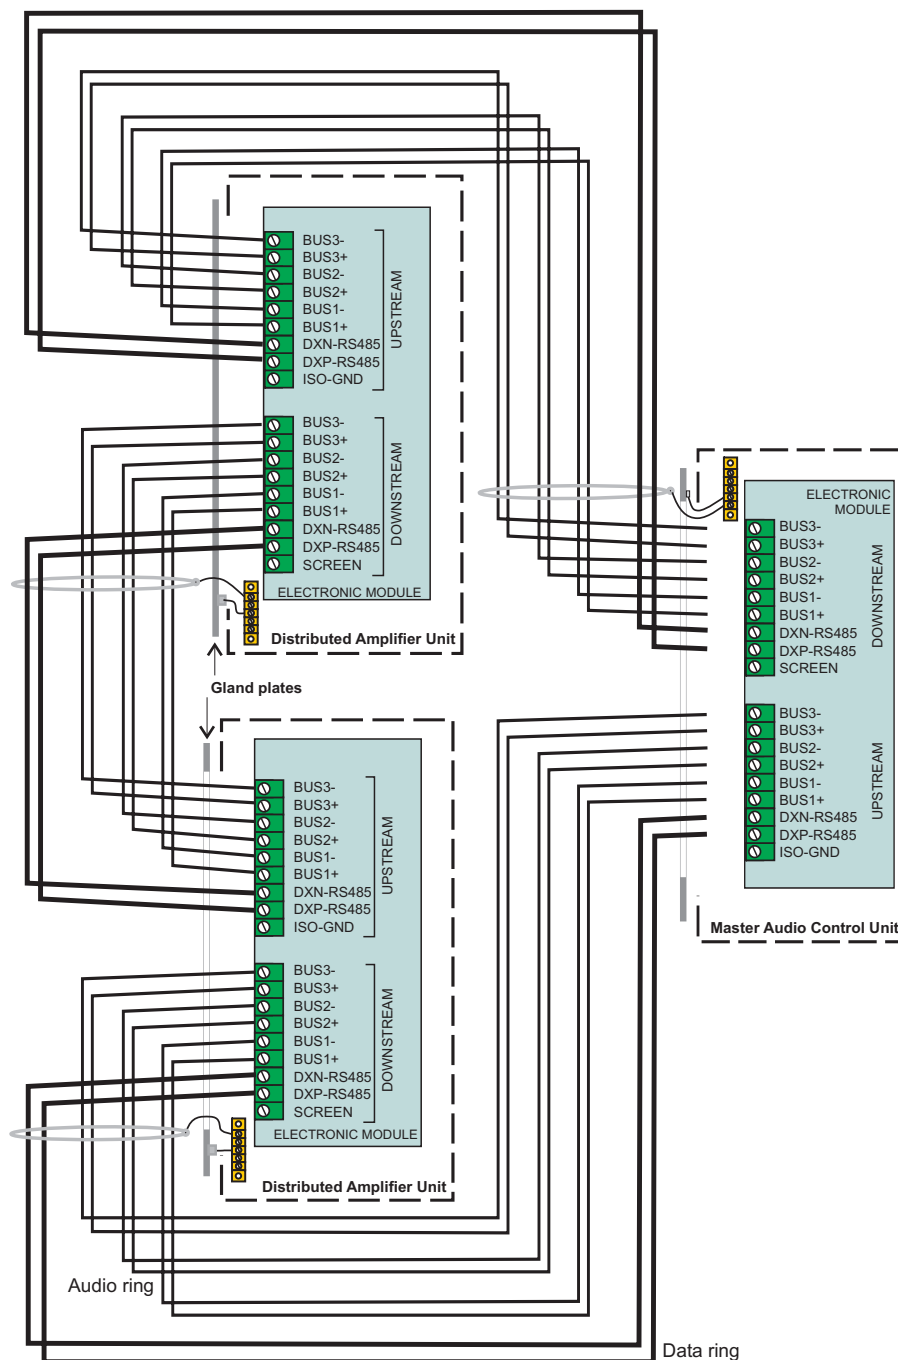 BUS3-
BUS3+
BUS2-
BUS2+
BUS1-
BUS1+
DXN-RS485
DXP-RS485
ISO-GND
UPSTREAM
BUS3-
BUS3+
BUS2-
BUS2+
BUS1-
BUS1+
DXN-RS485
DXP-RS485
SCREEN
DOWNSTREAM
ELECTRONIC MODULE
Distributed Amplifier Unit
Gland plates
BUS3-
BUS3+
BUS2-
BUS2+
BUS1-
BUS1+
DXN-RS485
DXP-RS485
ISO-GND
UPSTREAM
BUS3-
BUS3+
BUS2-
BUS2+
BUS1-
BUS1+
DXN-RS485
DXP-RS485
SCREEN
DOWNSTREAM
ELECTRONIC MODULE
Distributed Amplifier Unit
ELECTRONIC
MODULE
BUS3-
BUS3+
BUS2-
BUS2+
BUS1-
BUS1+
DXN-RS485
DXP-RS485
SCREEN
DOWNSTREAM
BUS3-
BUS3+
BUS2-
BUS2+
BUS1-
BUS1+
DXN-RS485
DXP-RS485
ISO-GND
UPSTREAM
Master Audio Control Unit
Audio ring
Data ring